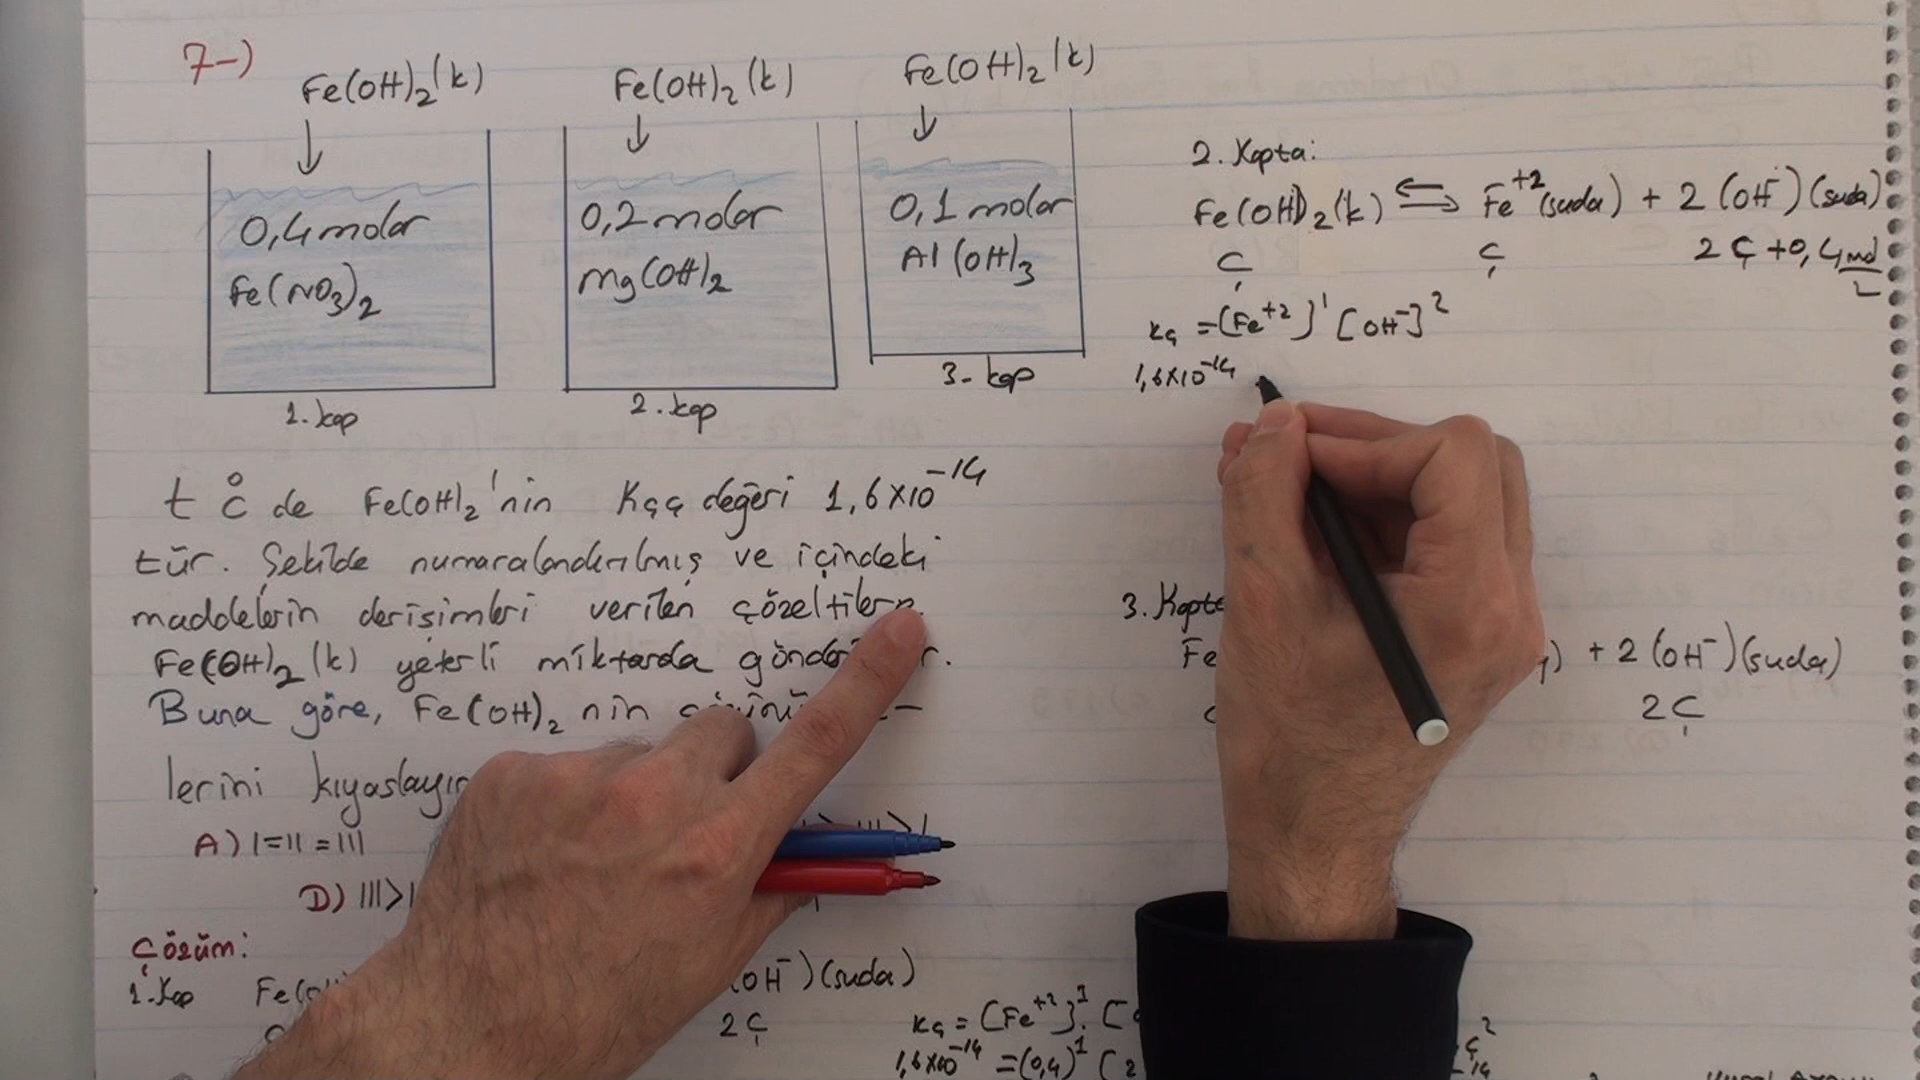 7-)
Fe(OH)₂(k)
Fe(OH)₂(k)
Fe(OH)₂(k)
0,4 molar
Fe(NO₃)₂
1. kap
0,2 molar
Mg(OH)₂
2. kap
0,1 molar
Al(OH)₃
3- kap
t °C de Fe(OH)₂'nin Kçç değeri 1,6x10⁻¹⁴
tür. Şekilde numaralandırılmış ve içindeki
maddelerin derişimleri verilen çözeltilere
Fe(OH)₂(k) yeterli miktarda
Buna göre, Fe(OH)₂ nin
lerini kıyaslayın
A) I=II=III
D) III>I
Çözüm:
1. Kap
(OH⁻)(suda)
2Ç
Kç = [Fe⁺²]¹.[
1,6x10⁻¹⁴ = (0,4)¹ (2
2. Kapta:
Fe(OH)₂(k) ⇌ Fe⁺²(suda) + 2(OH⁻)(suda)
Ç Ç 2Ç+0,4 mol/L
Kç = [Fe⁺²]¹ [OH⁻]²
1,6x10⁻¹⁴
3. Kapta
Fe + 2(OH⁻)(suda)
2Ç